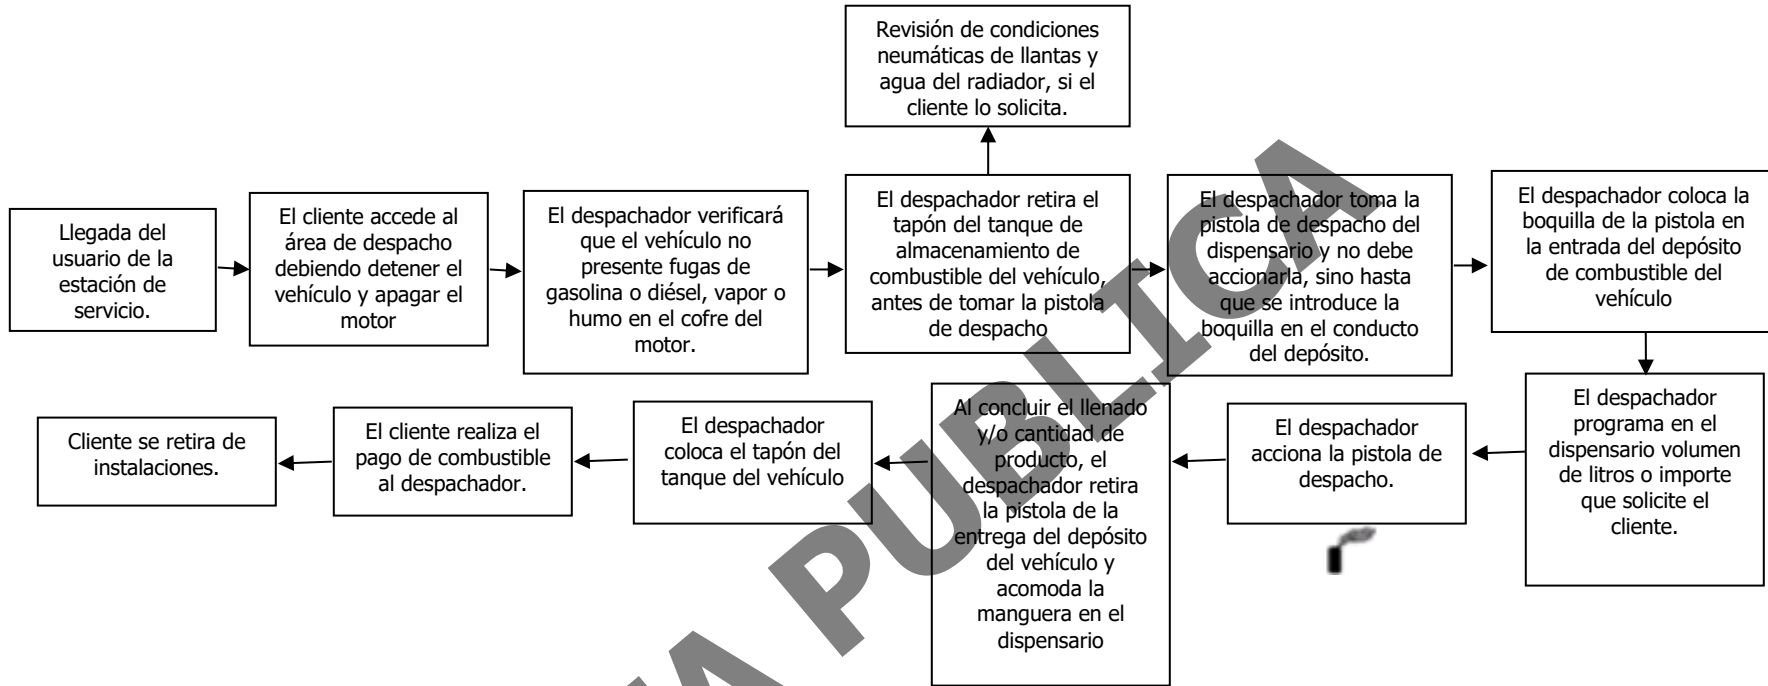 Revisión de condiciones
neumáticas de llantas y
agua del radiador, si el
cliente lo solicita.
Llegada del
usuario de la
estación de
servicio.
El cliente accede al
área de despacho
debiendo detener el
vehículo y apagar el
motor
El despachador verificará
que el vehículo no
presente fugas de
gasolina o diésel, vapor o
humo en el cofre del
motor.
El despachador retira el
tapón del tanque de
almacenamiento de
combustible del vehículo,
antes de tomar la pistola
de despacho
El despachador toma la
pistola de despacho del
dispensario y no debe
accionarla, sino hasta
que se introduce la
boquilla en el conducto
del depósito.
El despachador coloca la
boquilla de la pistola en
la entrada del depósito
de combustible del
vehículo
El despachador
programa en el
dispensario volumen
de litros o importe
que solicite el
cliente.
El despachador
acciona la pistola de
despacho.
Al concluir el llenado
y/o cantidad de
producto, el
despachador retira
la pistola de la
entrega del depósito
del vehículo y
acomoda la
manguera en el
dispensario
El despachador
coloca el tapón del
tanque del vehículo
El cliente realiza el
pago de combustible
al despachador.
Cliente se retira de
instalaciones.
A PUBLICA